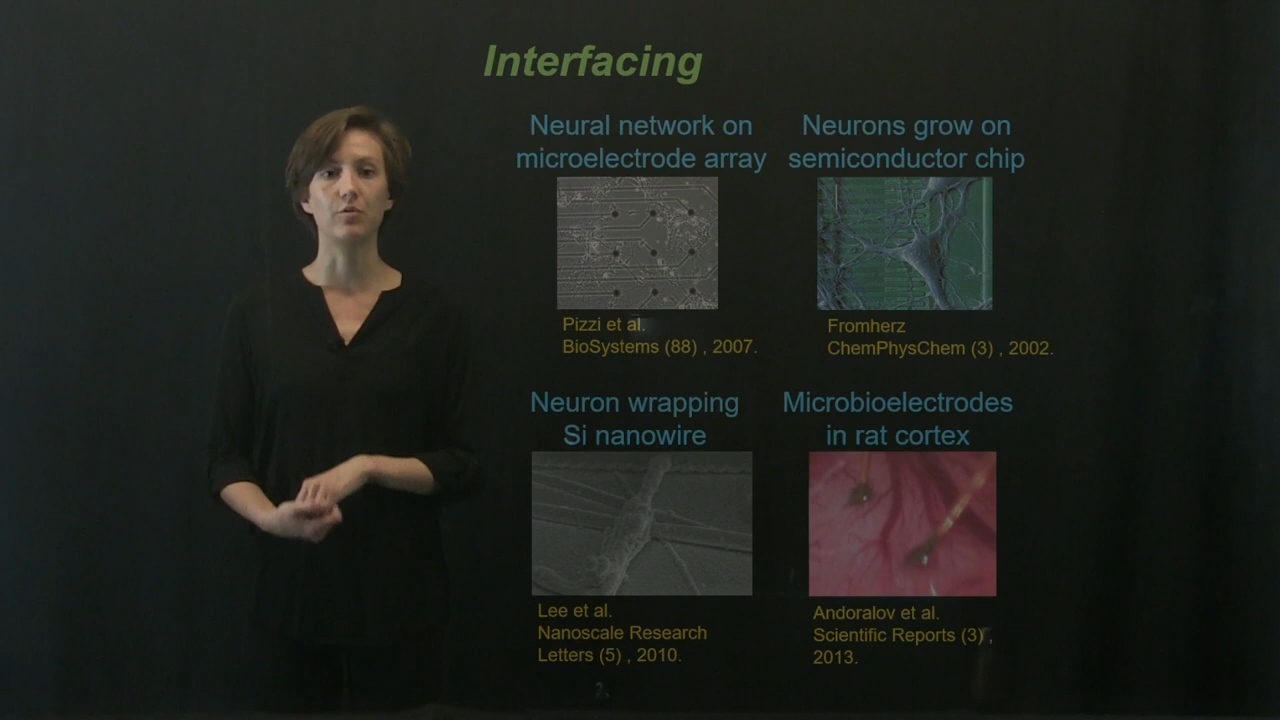 Interfacing
Neural network on
microelectrode array
Pizzi et al.
BioSystems (88) , 2007.
Neurons grow on
semiconductor chip
Fromherz
ChemPhysChem (3) , 2002.
Neuron wrapping
Si nanowire
Lee et al.
Nanoscale Research
Letters (5) , 2010.
Microbioelectrodes
in rat cortex
Andoralov et al.
Scientific Reports (3) ,
2013.